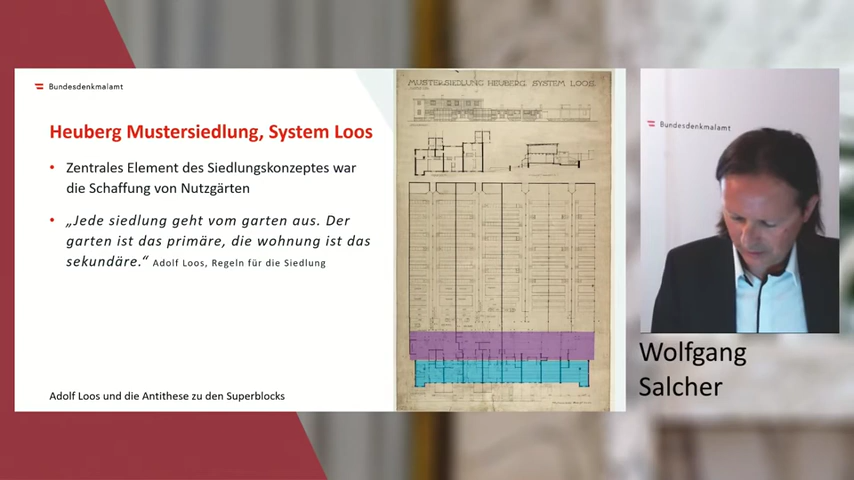 Bundesdenkmalamt
Heuberg Mustersiedlung, System Loos
• Zentrales Element des Siedlungskonzeptes war
die Schaffung von Nutzgärten
• „Jede siedlung geht vom garten aus. Der
garten ist das primäre, die wohnung ist das
sekundäre.“ Adolf Loos, Regeln für die Siedlung
Adolf Loos und die Antithese zu den Superblocks
MUSTERSIEDLUNG HEUBERG. SYSTEM LOOS.
Bundesdenkmalamt
Wolfgang
Salcher